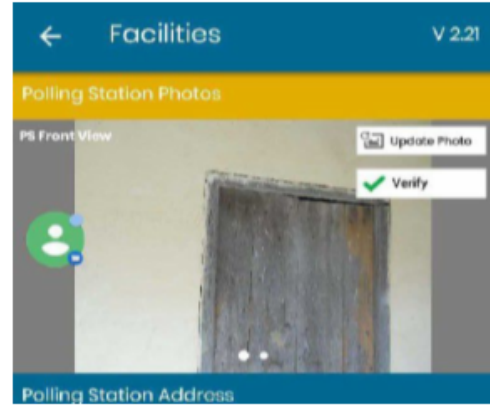 Facilities V 2.21
Polling Station Photos
PS Front View
Update Photo
Verify
Polling Station Address